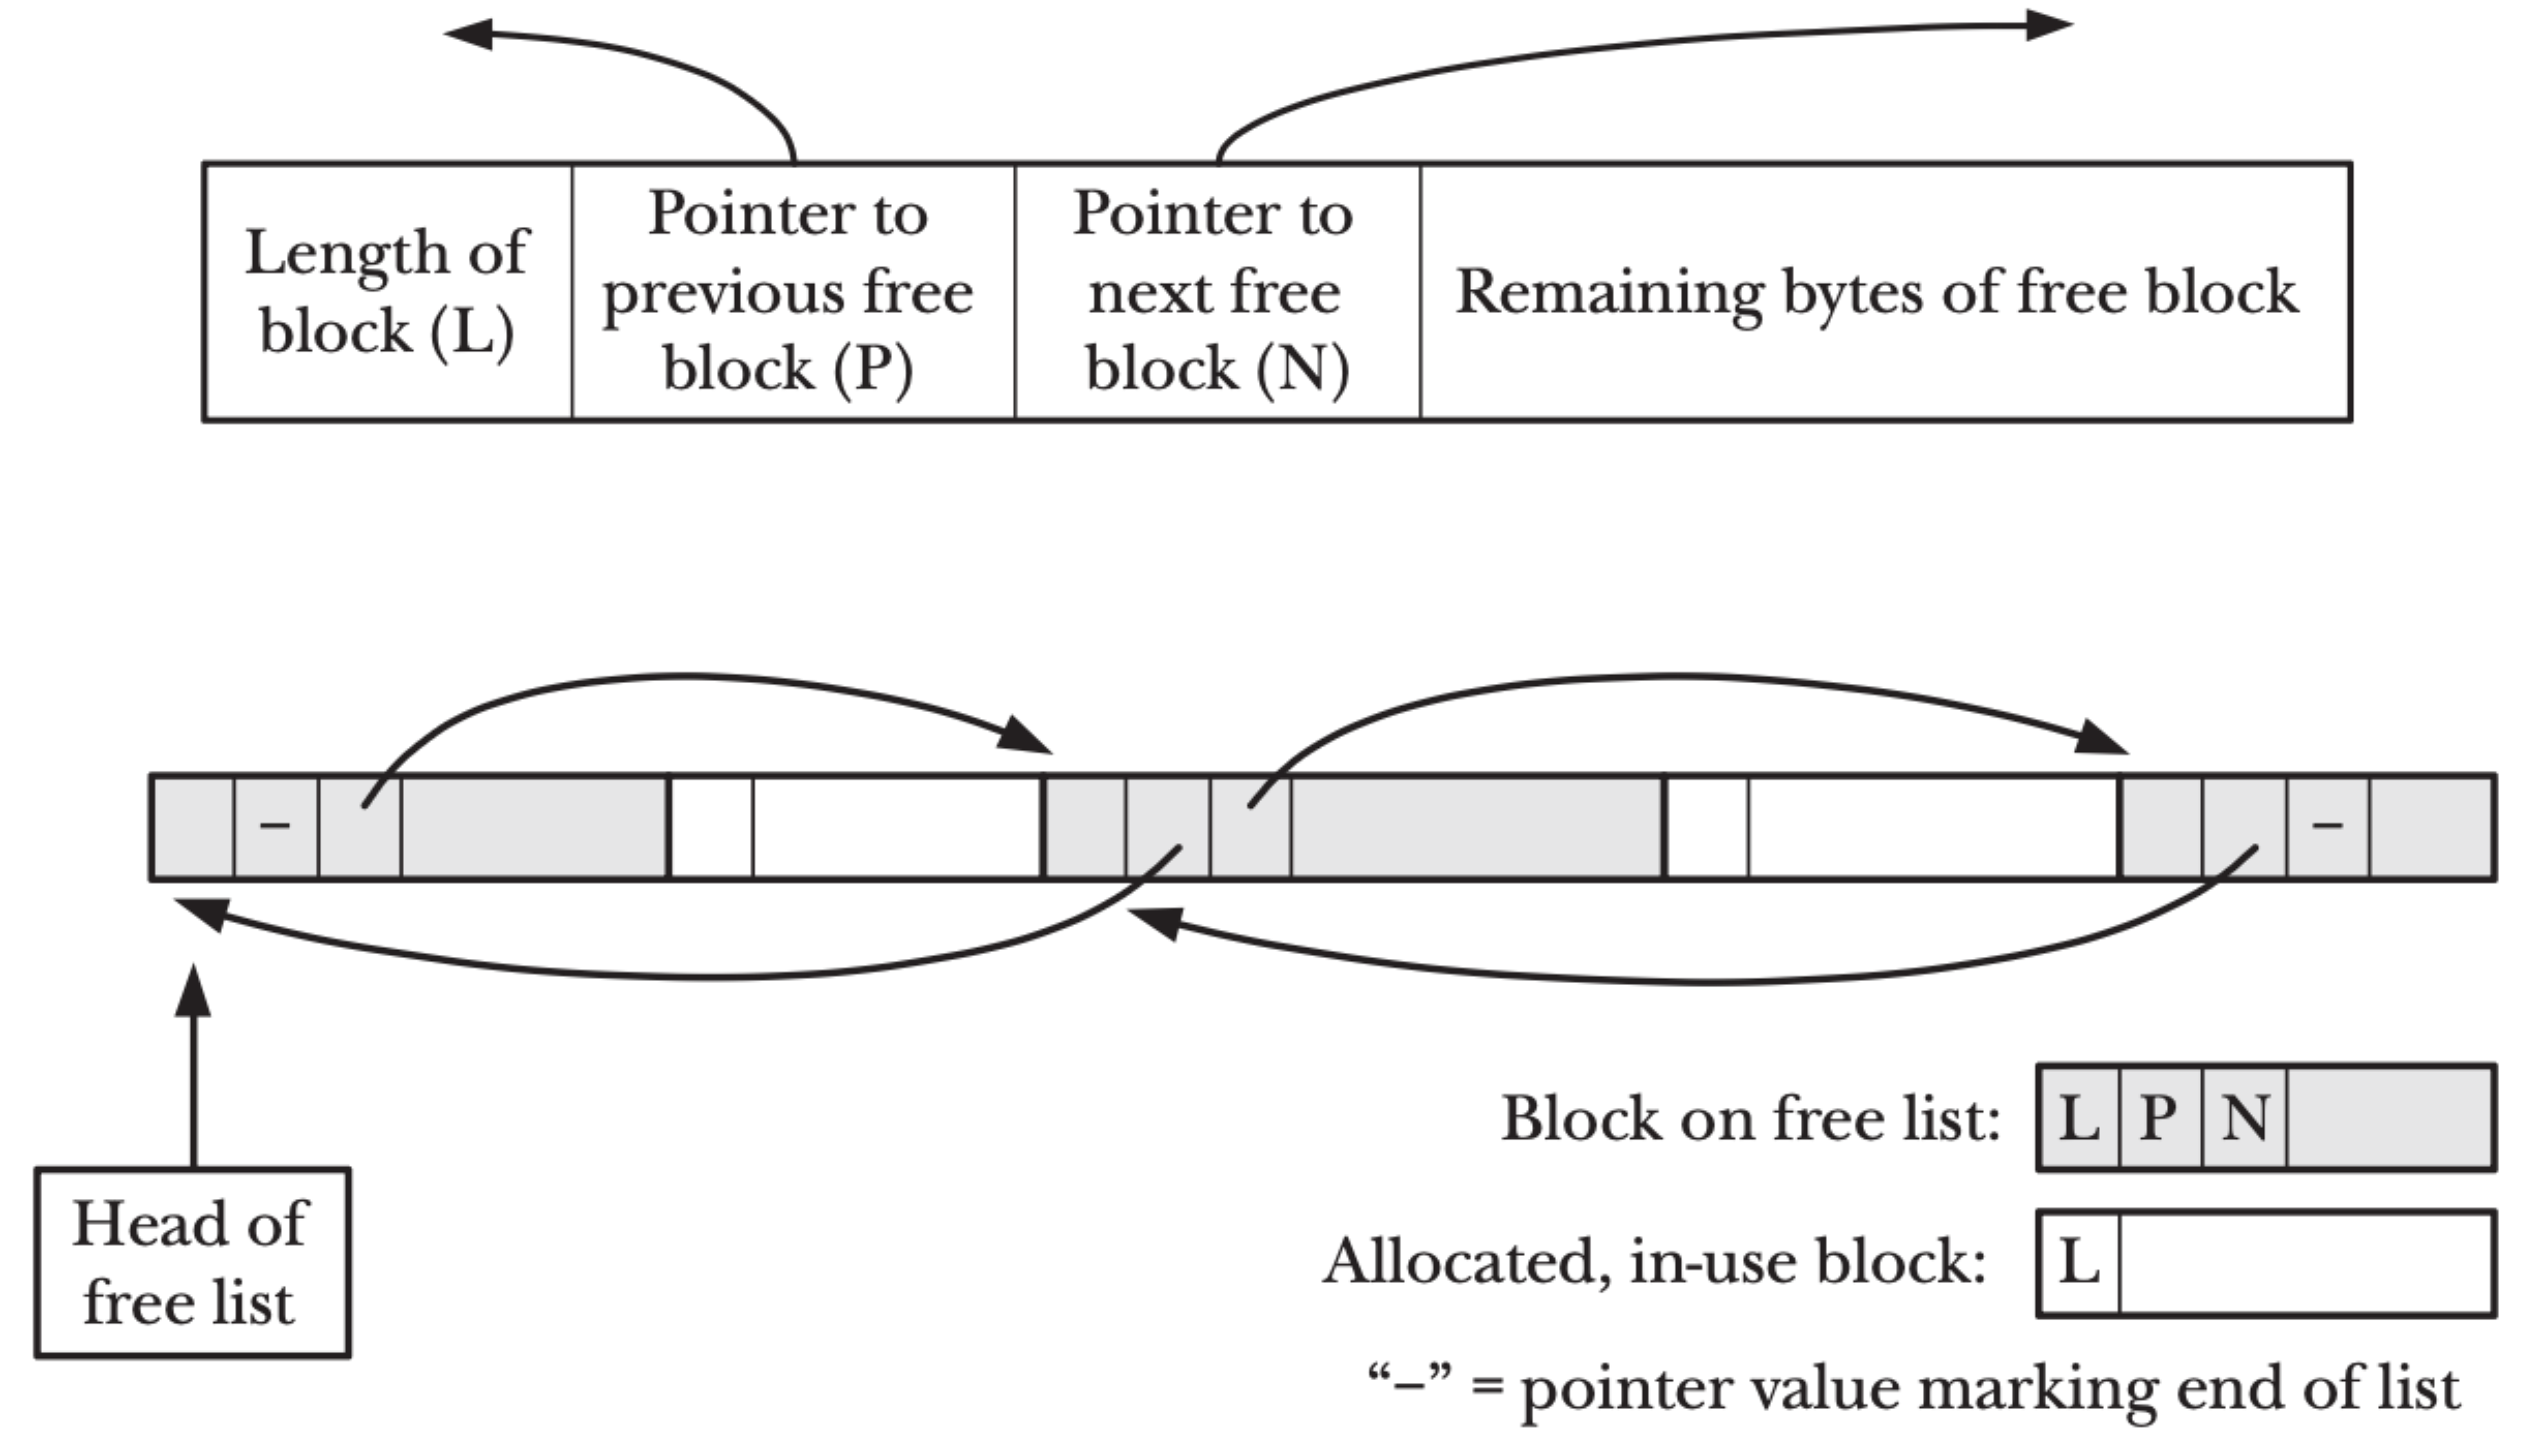 Length of
block (L)
Pointer to
previous free
block (P)
Pointer to
next free
block (N)
Remaining bytes of free block
–
–
Head of
free list
Block on free list:
L P N
Allocated, in-use block:
L
“–” = pointer value marking end of list